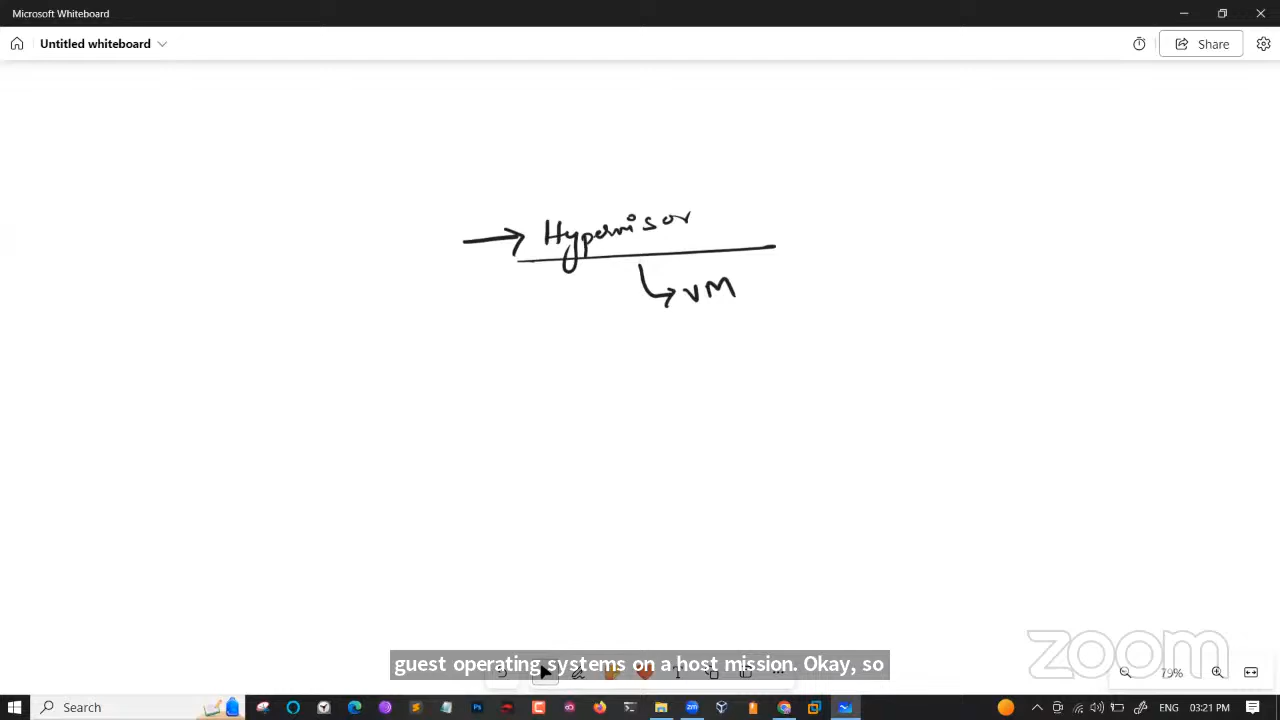 Microsoft Whiteboard
Untitled whiteboard
Share
→ Hypervisor
↳ VM
guest operating systems on a host mission. Okay, so
zoom
79%
Search
ENG
03:21 PM